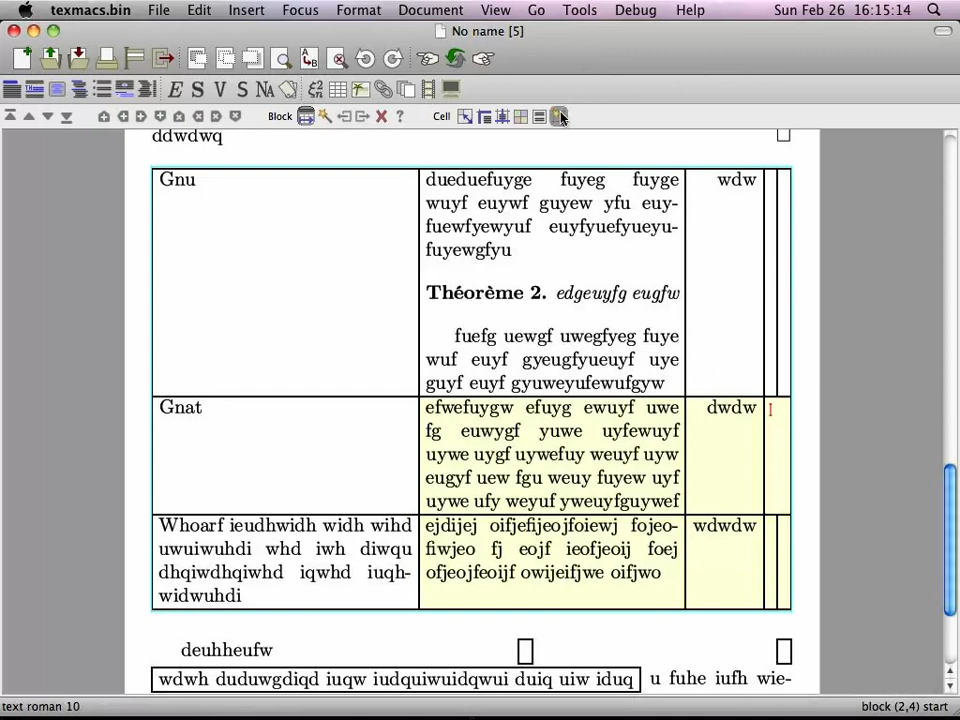 texmacs.bin File Edit Insert Focus Format Document View Go Tools Debug Help Sun Feb 26 16:15:14
No name [5]
E S V S NA
Block ? Cell
ddwdwq
Gnu
dueduefuyge fuyeg fuyge
wuyf euywf guyew yfu euy-
fuewfyewyuf euyfyuefyueyu-
fuyewgfyu
Théorème 2. edgeuyfg eugfw
fuefg uewgf uwegfyeg fuye
wuf euyf gyeugfyueuyf uye
guyf euyf gyuweyufewufgyw
wdw
Gnat
efwefuygw efuyg ewuyf uwe
fg euwygf yuwe uyfewuyf
uywe uygf uywefuy weuyf uyw
eugyf uew fgu weuy fuyew uyf
uywe ufy weyuf yweuyfguywef
dwdw
Whoarf ieudhwidh widh wihd
uwuiwuhdi whd iwh diwqu
dhqiwdhqiwhd iqwhd iuqh-
widwuhdi
ejdijej oifjefijeojfoiewj fojeo-
fiwjeo fj eojf ieofjeoij foej
ofjeojfeoijf owijeifjwe oifjwo
wdwdw
deuhheufw
wdwh duduwgdiqd iuqw iudquiwuidqwui duiq uiw iduq u fuhe iufh wie-
text roman 10 block (2,4) start